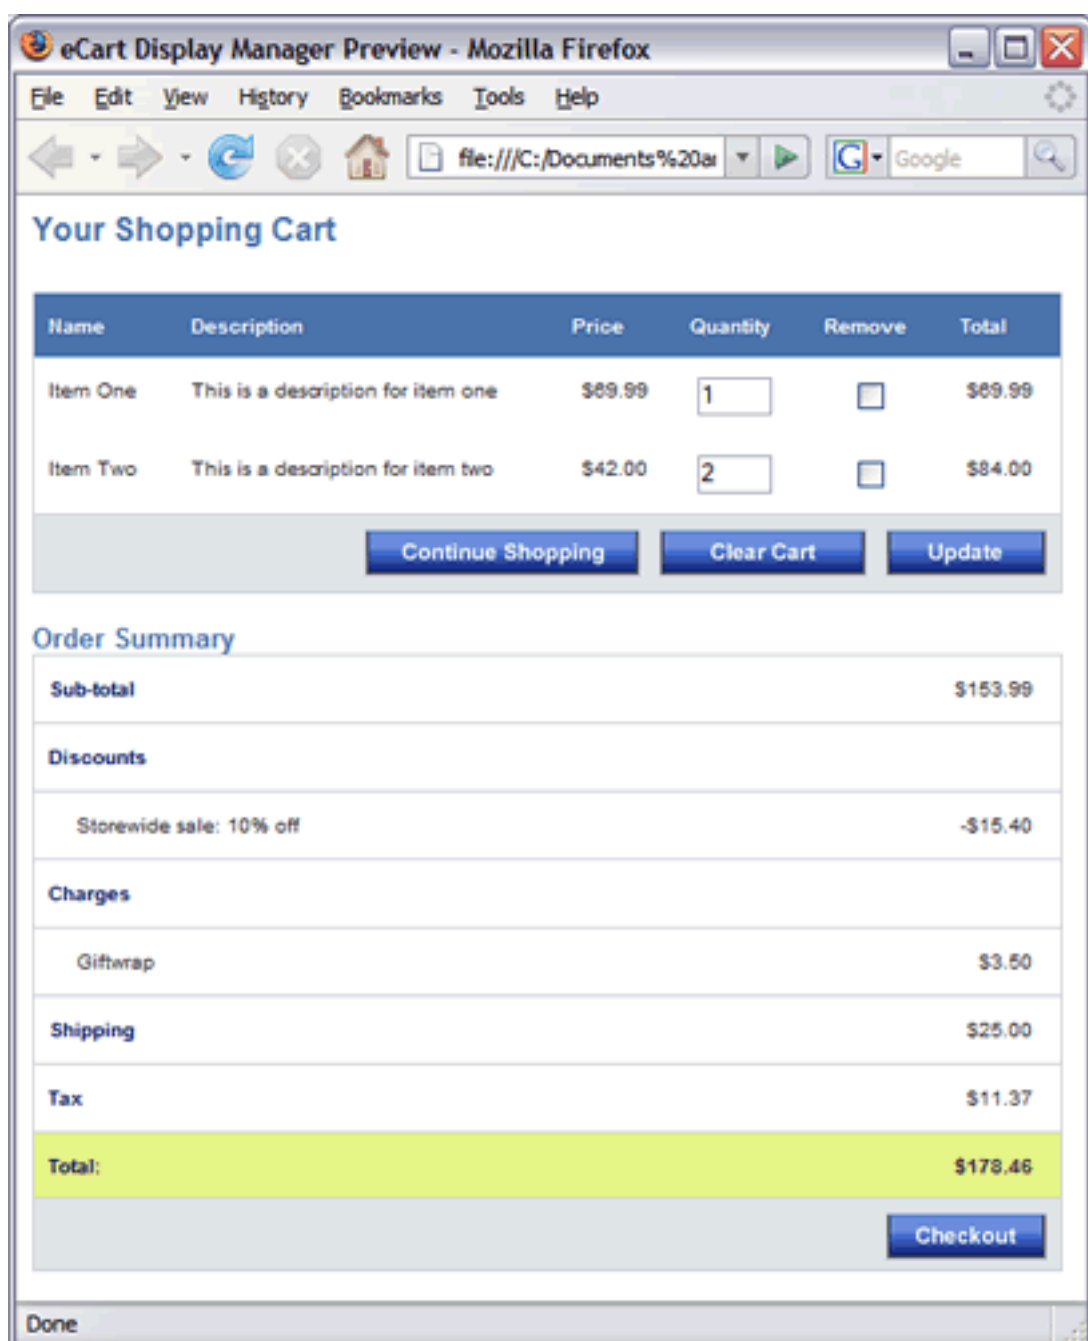 eCart Display Manager Preview - Mozilla Firefox
File Edit View History Bookmarks Tools Help
file:///C:/Documents%20ar G Google
Your Shopping Cart
Name Description Price Quantity Remove Total
Item One This is a description for item one $69.99 1 $69.99
Item Two This is a description for item two $42.00 2 $84.00
Continue Shopping Clear Cart Update
Order Summary
Sub-total $153.99
Discounts
Storewide sale: 10% off -$15.40
Charges
Giftwrap $3.50
Shipping $25.00
Tax $11.37
Total: $178.46
Checkout
Done